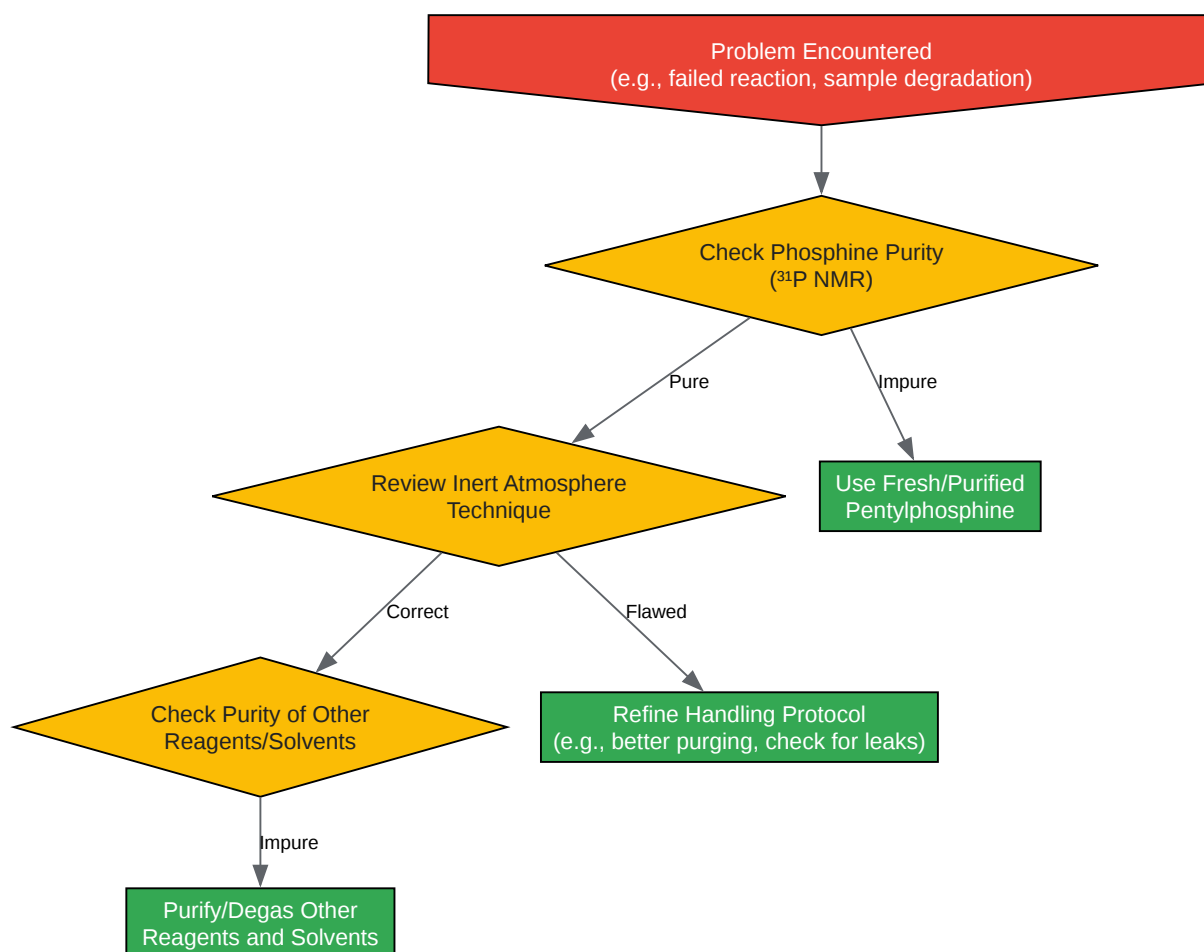 Problem Encountered
(e.g., failed reaction, sample degradation)
Check Phosphine Purity
(³¹P NMR)
Pure
Impure
Review Inert Atmosphere
Technique
Use Fresh/Purified
Pentylphosphine
Correct
Flawed
Check Purity of Other
Reagents/Solvents
Refine Handling Protocol
(e.g., better purging, check for leaks)
Impure
Purify/Degas Other
Reagents and Solvents